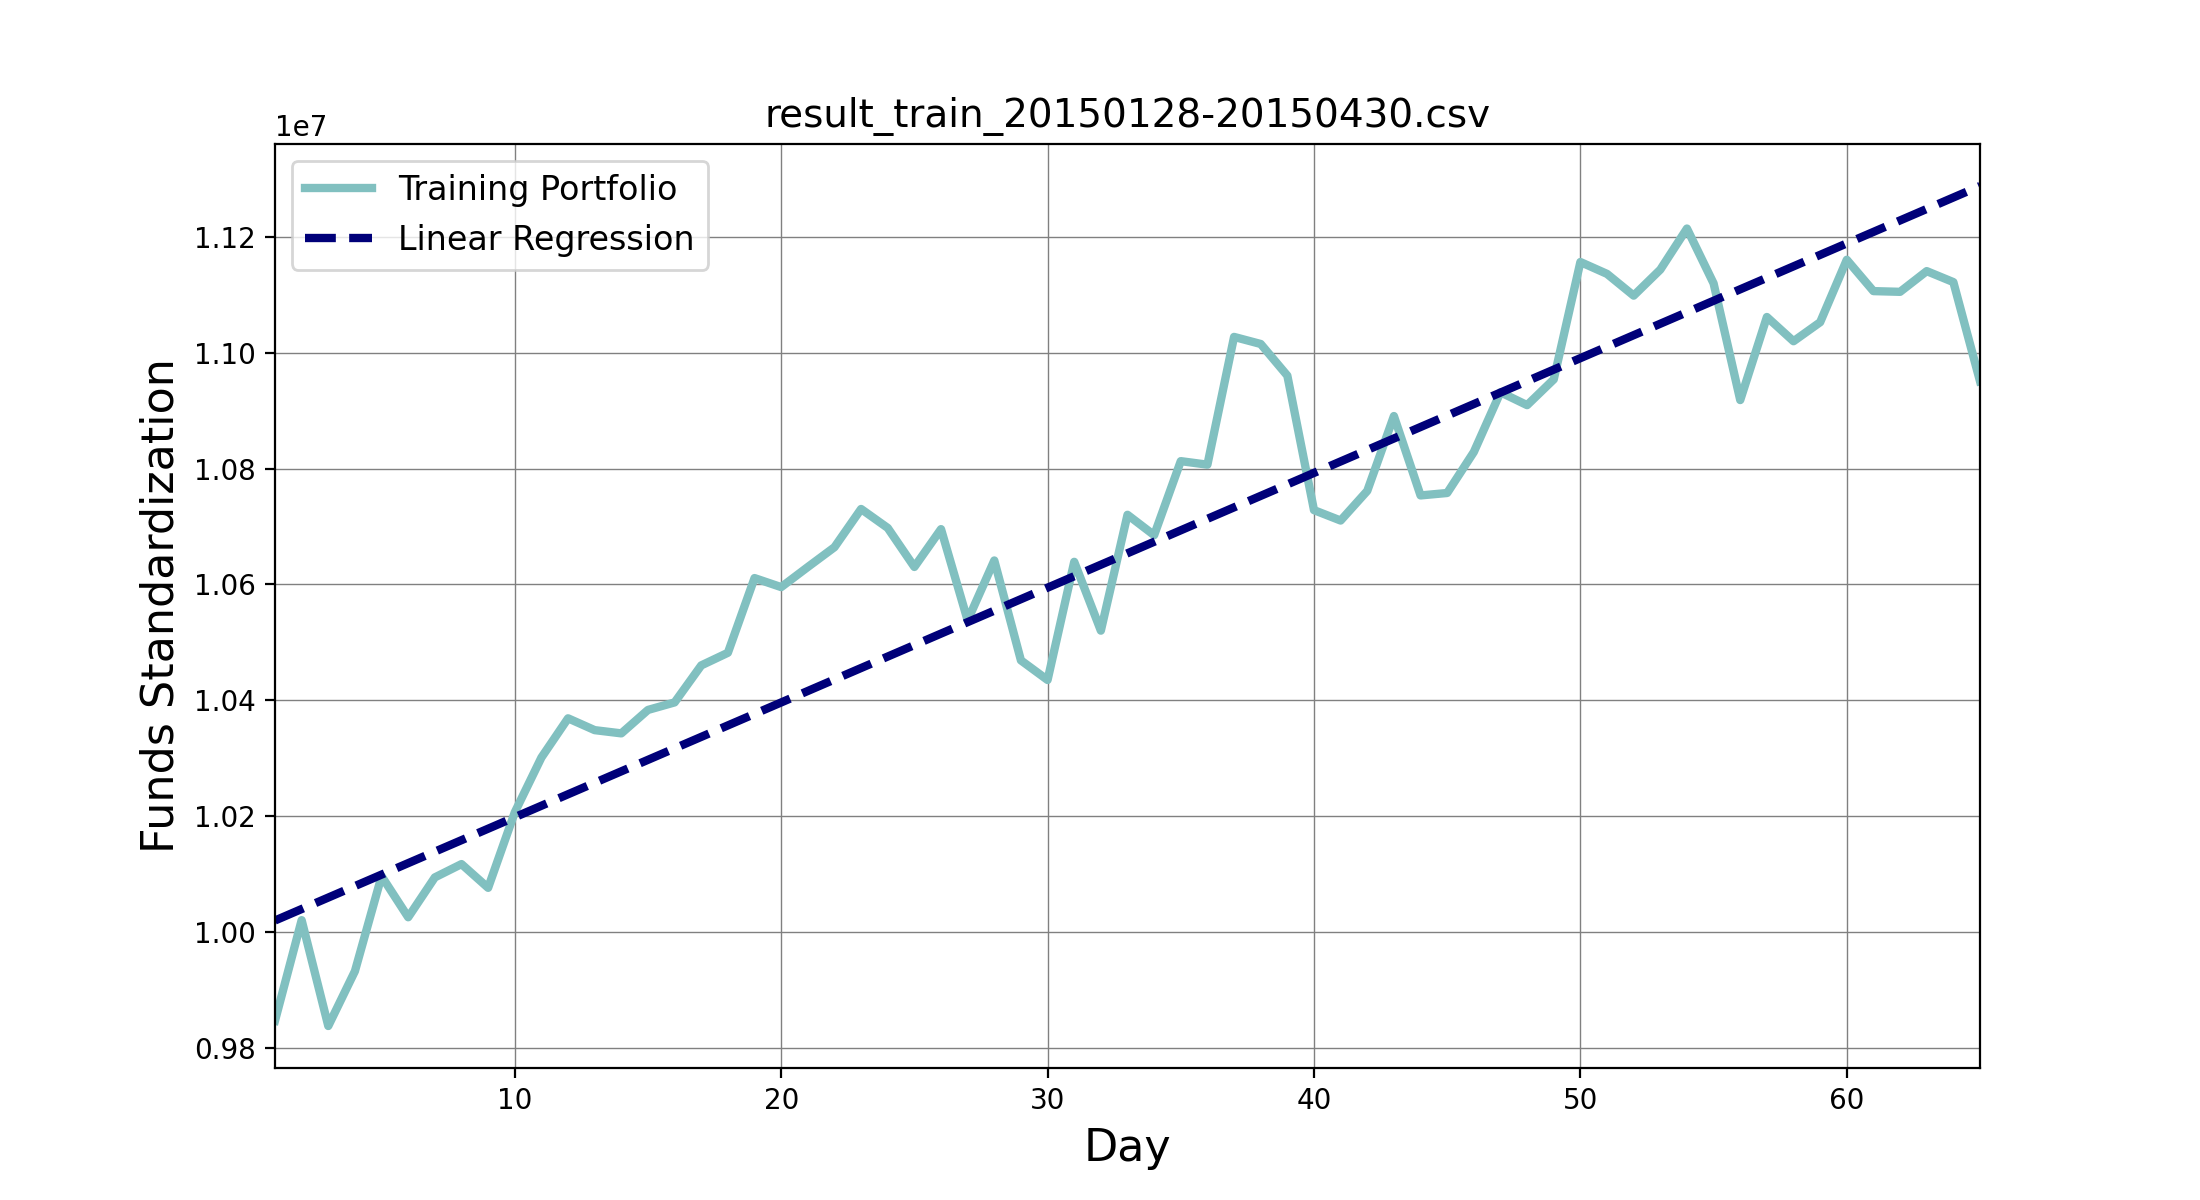 result_train_20150128-20150430.csv
1e7
Training Portfolio
Linear Regression
1.12
1.10
1.08
1.06
1.04
1.02
1.00
0.98
Funds Standardization
10 20 30 40 50 60
Day